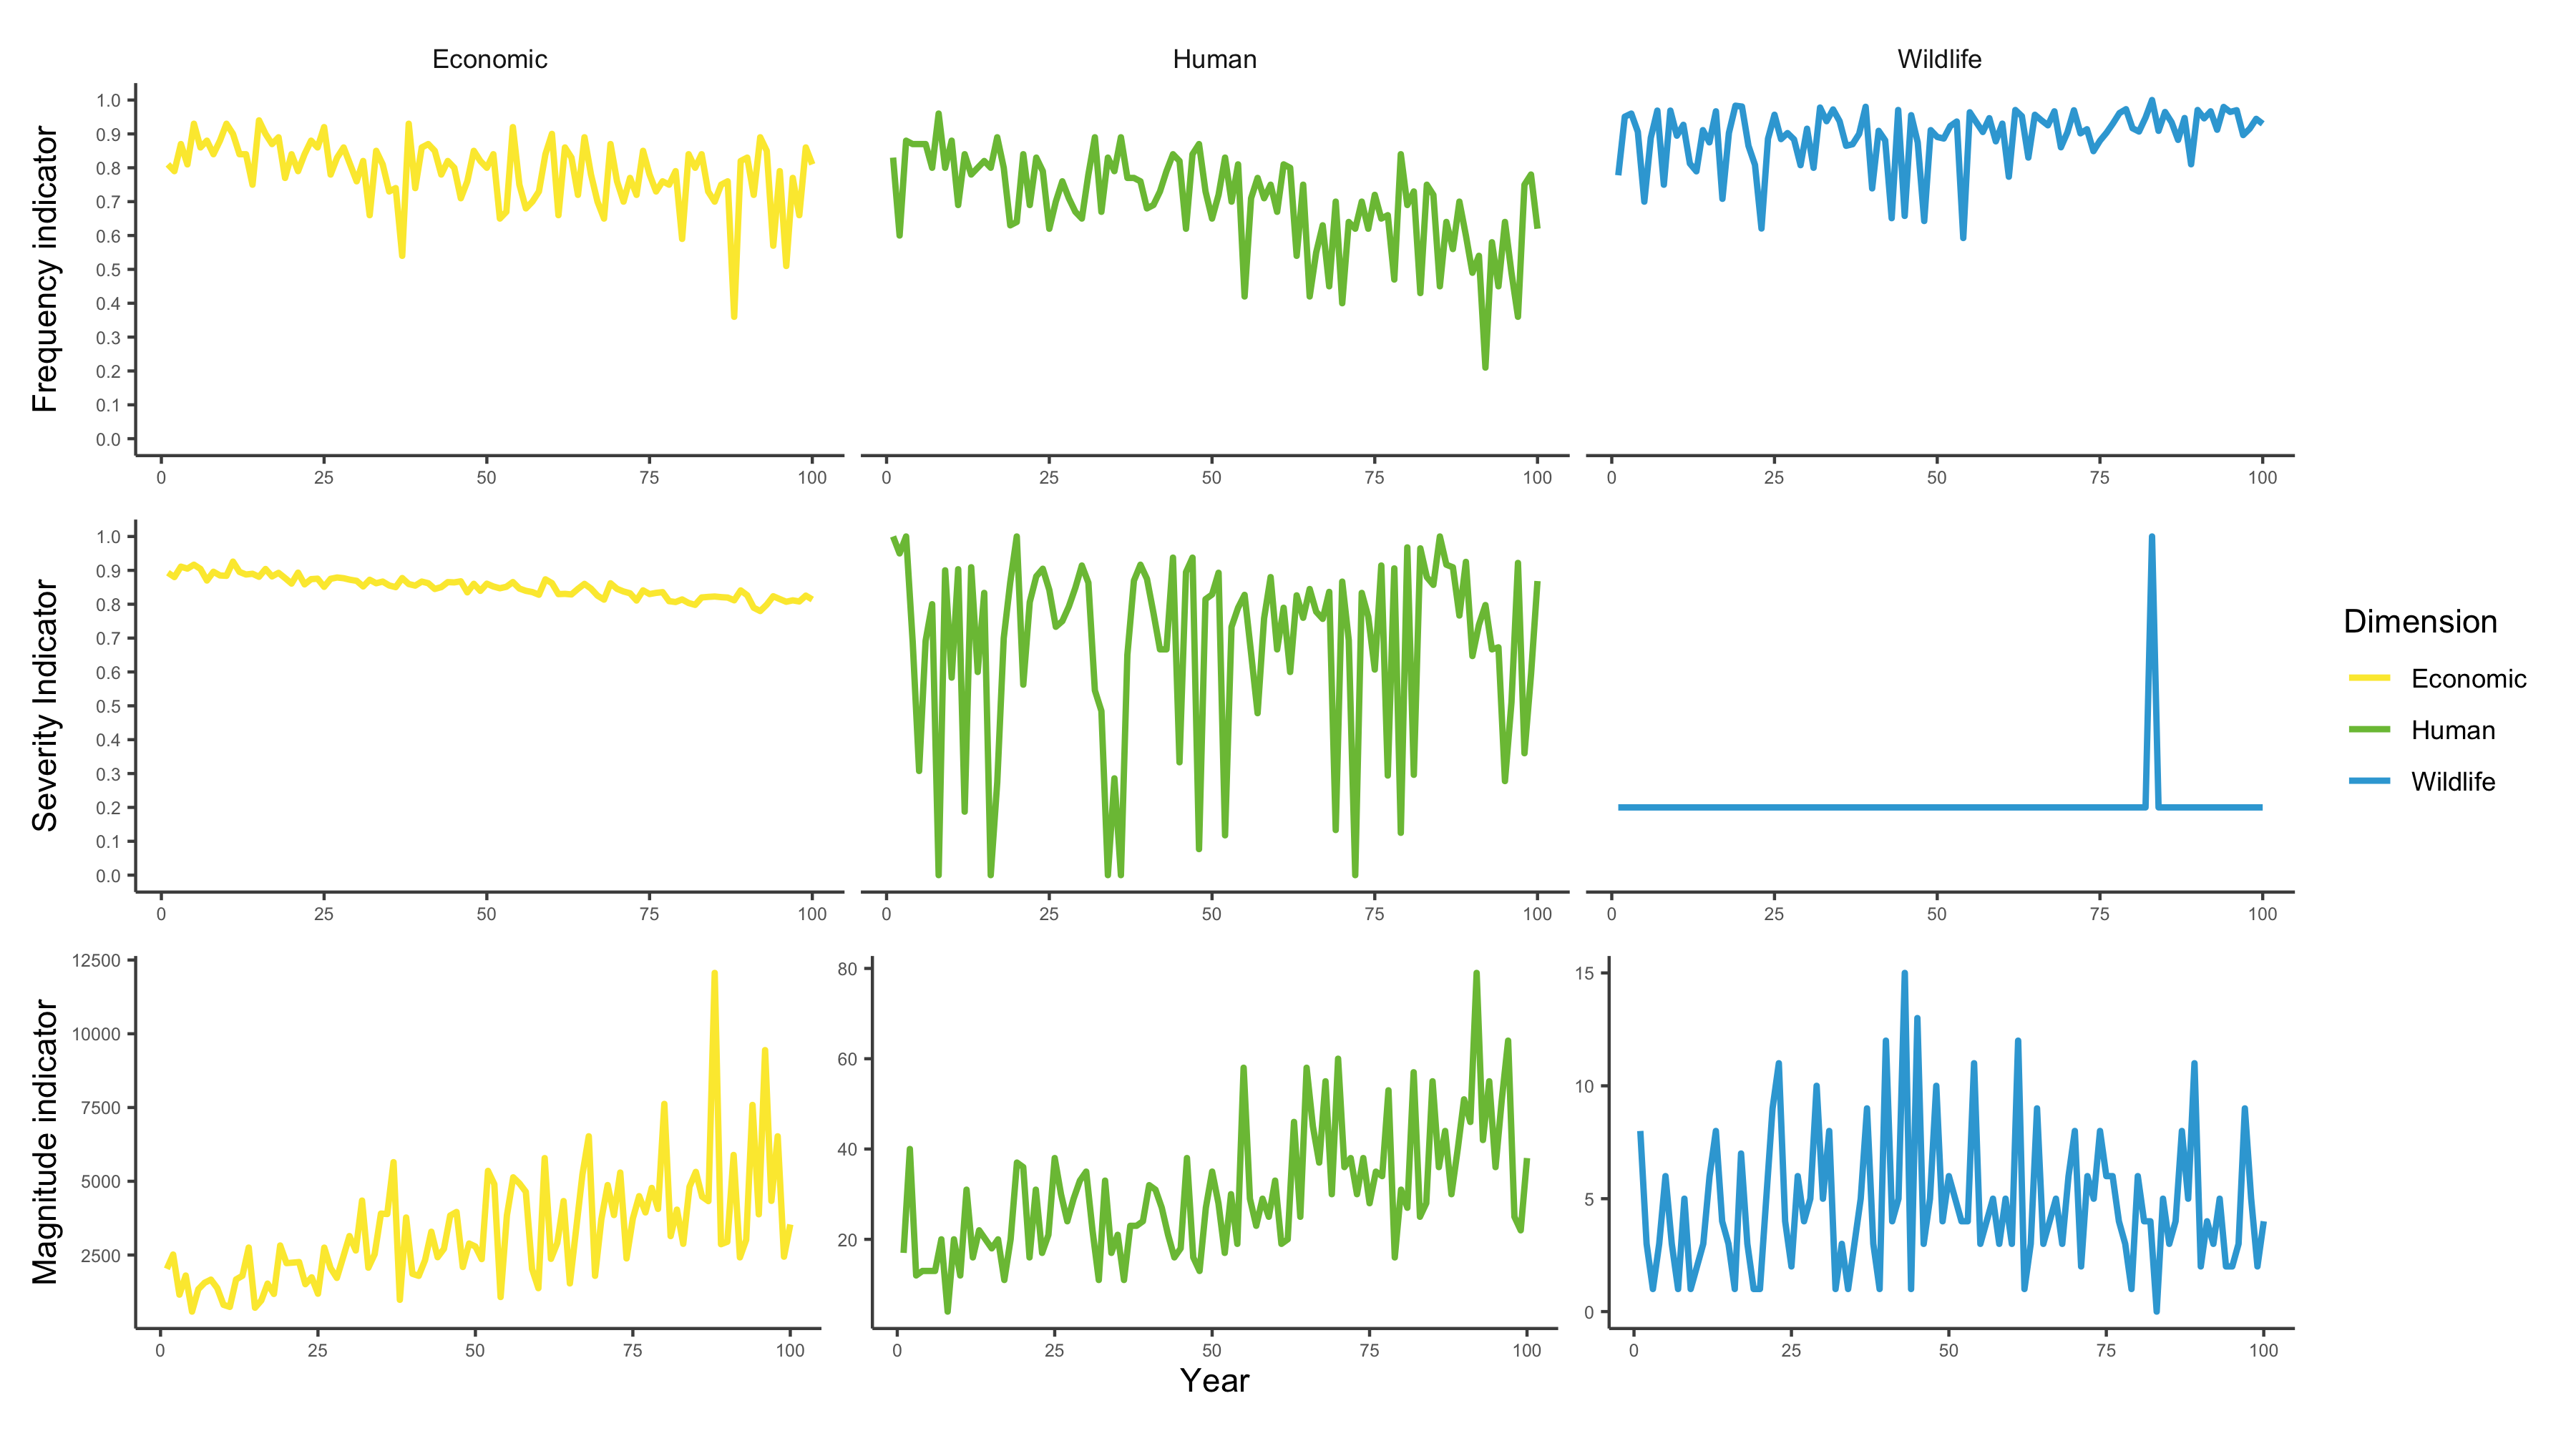 Economic Human Wildlife
Frequency indicator
1.0
0.9
0.8
0.7
0.6
0.5
0.4
0.3
0.2
0.1
0.0
0 25 50 75 100 0 25 50 75 100 0 25 50 75 100
Severity Indicator
1.0
0.9
0.8
0.7
0.6
0.5
0.4
0.3
0.2
0.1
0.0
0 25 50 75 100 0 25 50 75 100 0 25 50 75 100
Magnitude indicator
12500
10000
7500
5000
2500
0 25 50 75 100
80
60
40
20
0 25 50 75 100
15
10
5
0
0 25 50 75 100
Year
Dimension
Economic
Human
Wildlife